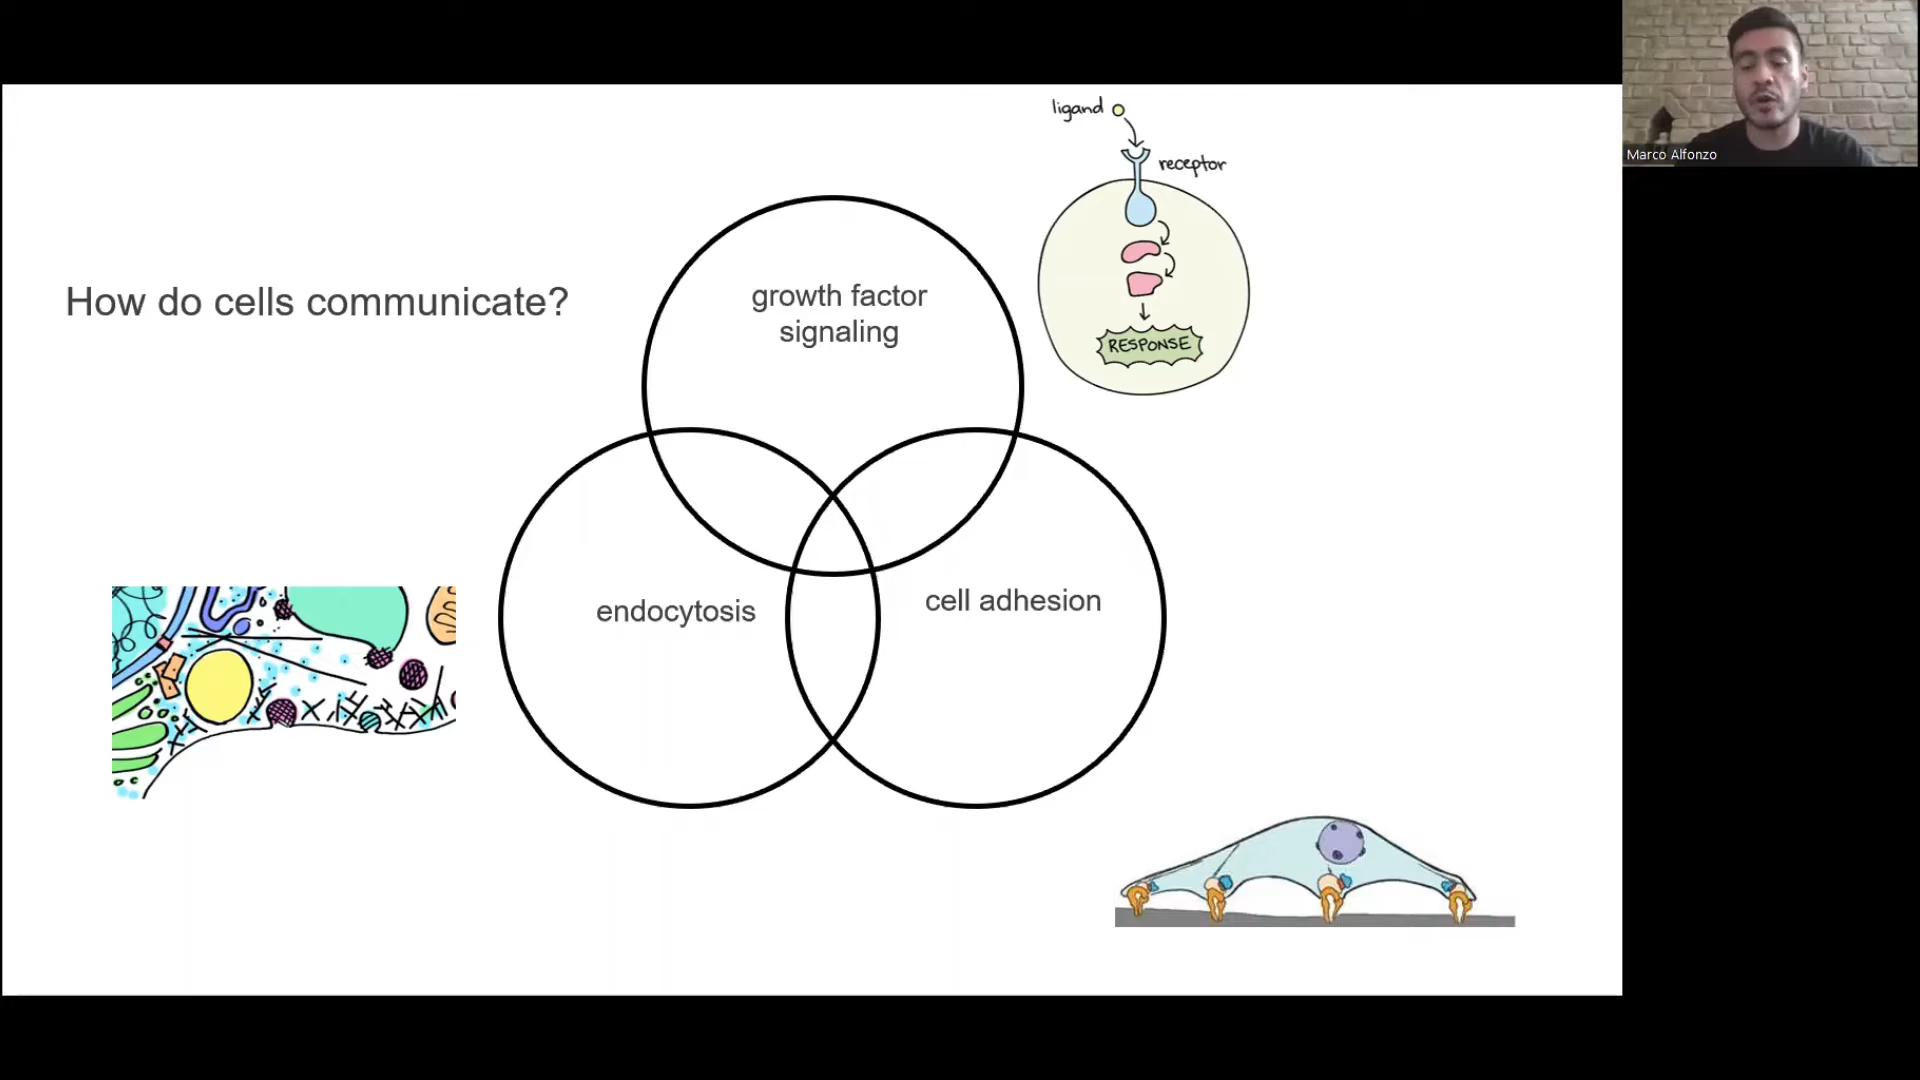 ligand
receptor
Marco Alfonzo
How do cells communicate?
growth factor
signaling
RESPONSE
endocytosis
cell adhesion